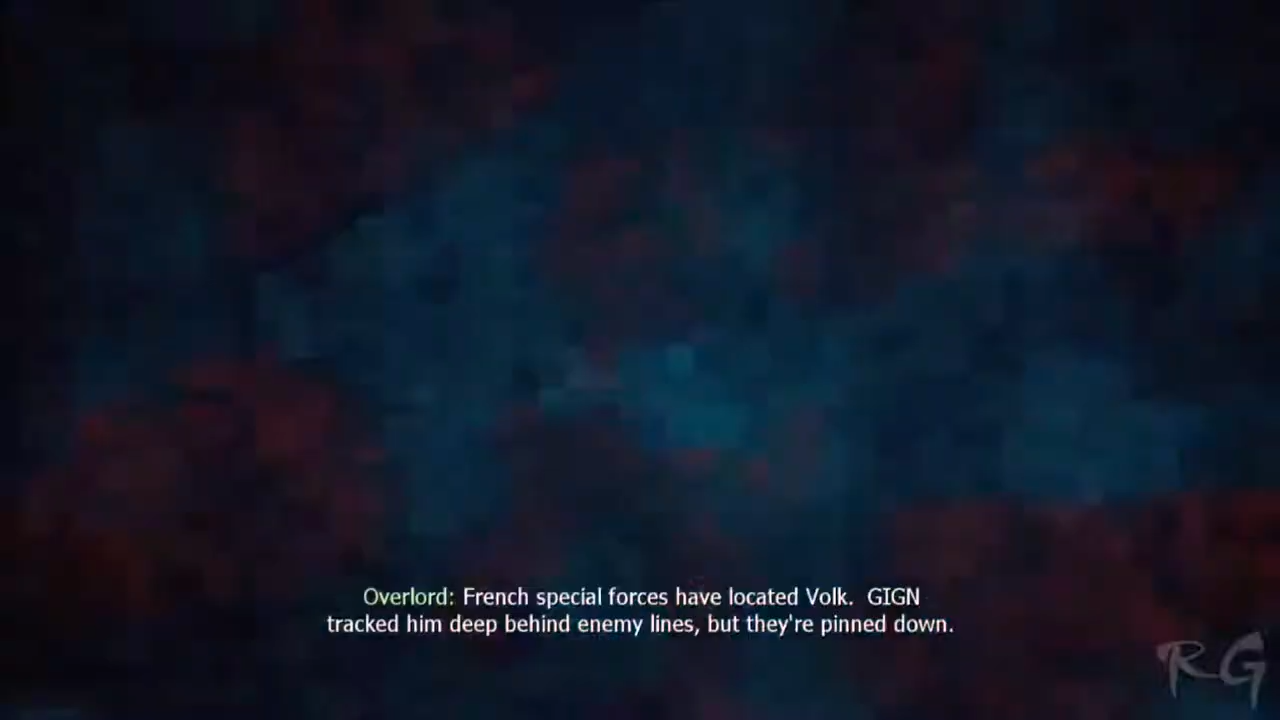 Overlord: French special forces have located Volk.  GIGN
tracked him deep behind enemy lines, but they're pinned down.
RG